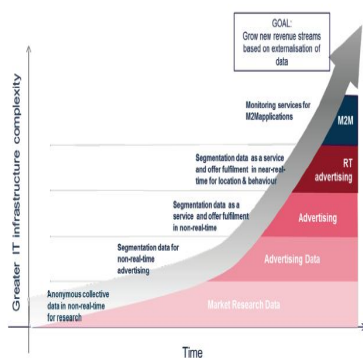 GOAL:
Grow new revenue streams
based on externalisation of
data
Monitoring services for
M2Mapplications
M2M
Segmentation data as a service
and offer fulfilment in near-real-
time for location & behaviour
RT
advertising
Segmentation data as a
service and offer fulfilment
in non-real-time
Advertising
Segmentation data for
non-real-time
advertising
Advertising Data
Anonymous collective
data in non-real-time
for research
Market Research Data
Greater IT infrastructure complexity
Time